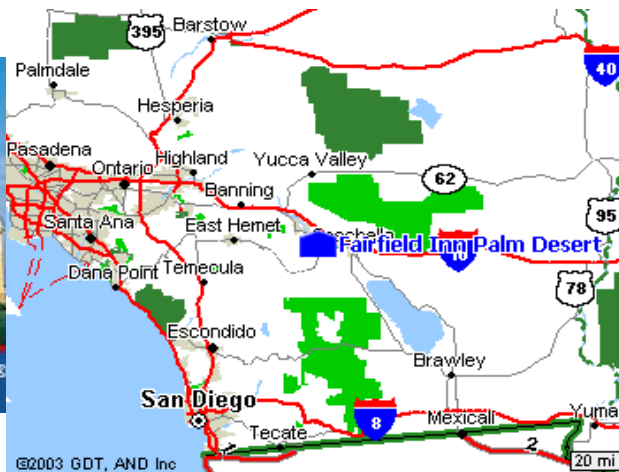 395
Barstow
40
Palmdale
Hesperia
Pasadena
Ontario
Highland
Yucca Valley
62
Banning
95
Santa Ana
East Hemet
Coachella
Fairfield Inn Palm Desert
10
Dana Point
Temecula
78
Escondido
Brawley
San Diego
8
Mexicali
Yuma
Tecate
1
2
©2003 GDT, AND Inc
20 mi